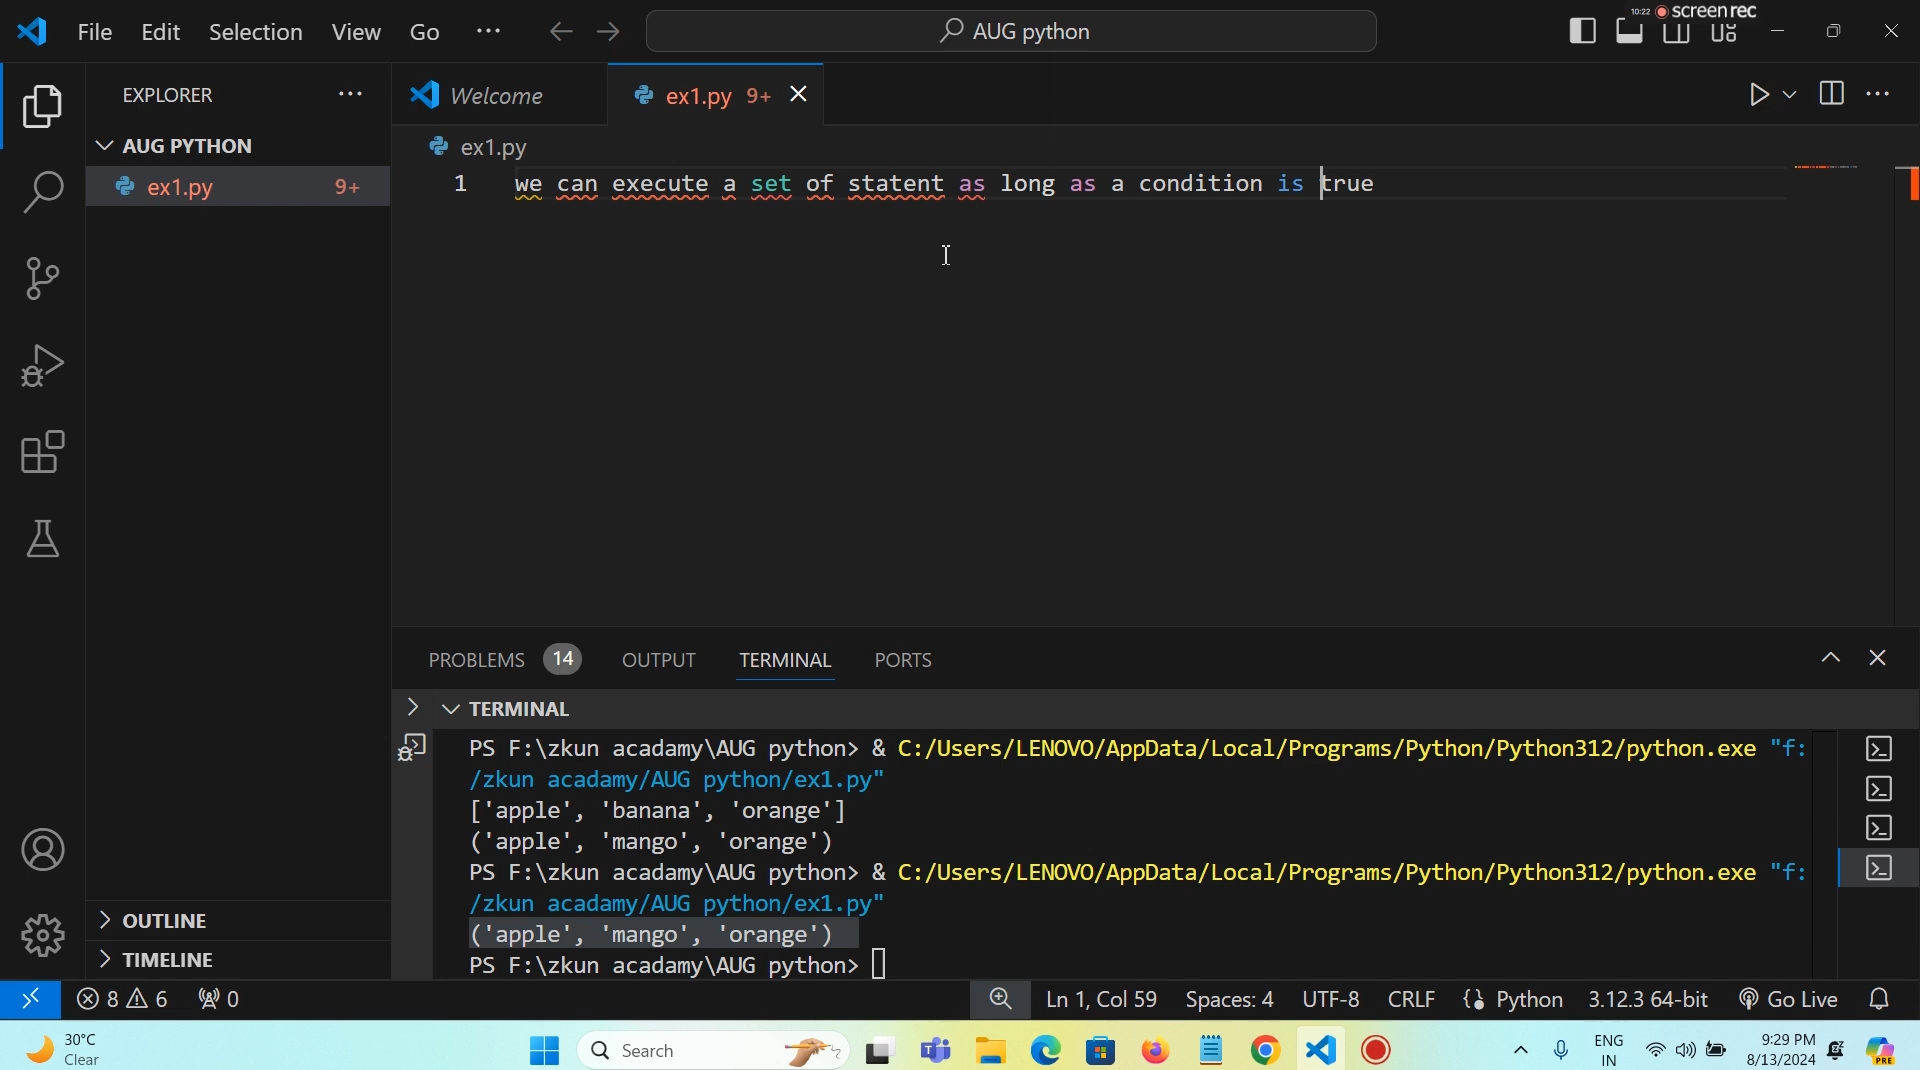 File Edit Selection View Go ··· AUG python 10:22 screenrec
EXPLORER ···
Welcome ex1.py 9+
AUG PYTHON
ex1.py 9+
ex1.py
1 we can execute a set of statent as long as a condition is true
PROBLEMS 14 OUTPUT TERMINAL PORTS
TERMINAL
PS F:\zkun acadamy\AUG python> & C:/Users/LENOVO/AppData/Local/Programs/Python/Python312/python.exe "f:
/zkun acadamy/AUG python/ex1.py"
['apple', 'banana', 'orange']
('apple', 'mango', 'orange')
PS F:\zkun acadamy\AUG python> & C:/Users/LENOVO/AppData/Local/Programs/Python/Python312/python.exe "f:
/zkun acadamy/AUG python/ex1.py"
('apple', 'mango', 'orange')
PS F:\zkun acadamy\AUG python>
OUTLINE
TIMELINE
8 6 0 Ln 1, Col 59 Spaces: 4 UTF-8 CRLF Python 3.12.3 64-bit Go Live
30°C
Clear
Search
ENG
IN
9:29 PM
8/13/2024
PRE